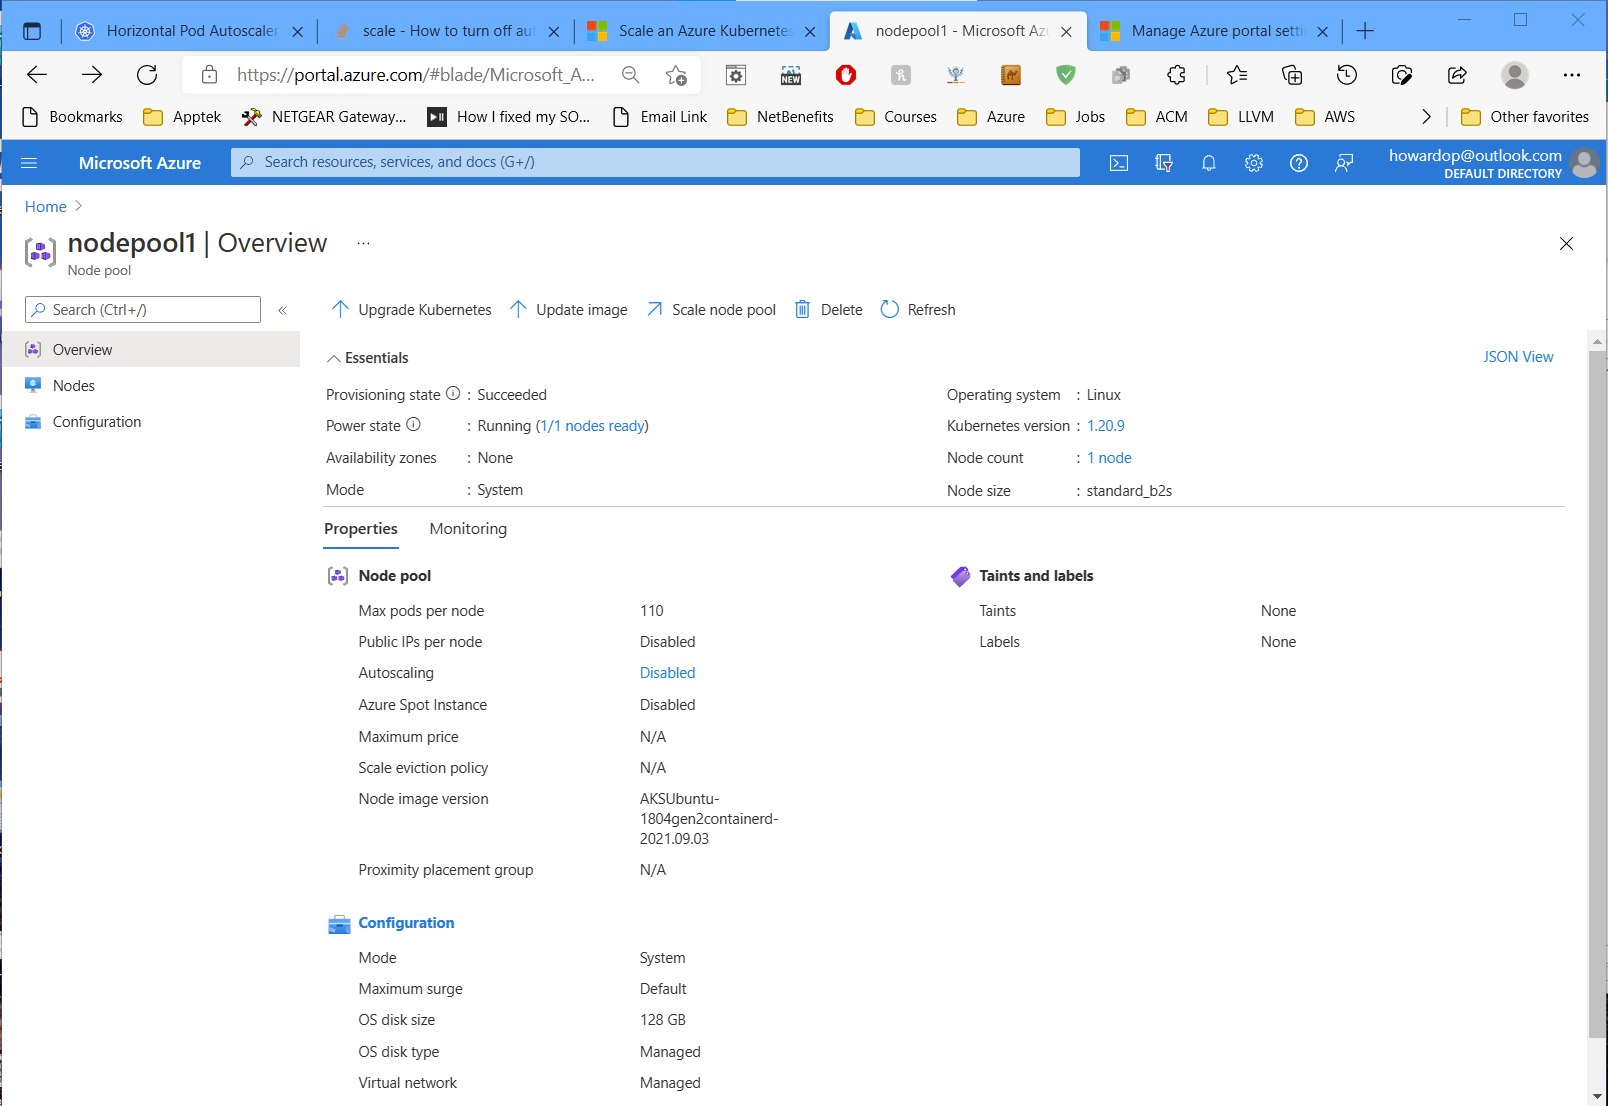 Horizontal Pod Autoscaler
scale - How to turn off aut
Scale an Azure Kubernetes
nodepool1 - Microsoft Azu
Manage Azure portal setti
https://portal.azure.com/#blade/Microsoft_A...
NEW
Bookmarks
Apptek
NETGEAR Gateway...
How I fixed my SO...
Email Link
NetBenefits
Courses
Azure
Jobs
ACM
LLVM
AWS
Other favorites
Microsoft Azure
Search resources, services, and docs (G+/)
howardop@outlook.com
DEFAULT DIRECTORY
Home >
nodepool1 | Overview ...
Node pool
Search (Ctrl+/)
«
Overview
Nodes
Configuration
Upgrade Kubernetes
Update image
Scale node pool
Delete
Refresh
Essentials
JSON View
Provisioning state : Succeeded
Power state : Running (1/1 nodes ready)
Availability zones : None
Mode : System
Operating system : Linux
Kubernetes version : 1.20.9
Node count : 1 node
Node size : standard_b2s
Properties
Monitoring
Node pool
Max pods per node 110
Public IPs per node Disabled
Autoscaling Disabled
Azure Spot Instance Disabled
Maximum price N/A
Scale eviction policy N/A
Node image version AKSUbuntu-
1804gen2containerd-
2021.09.03
Proximity placement group N/A
Taints and labels
Taints None
Labels None
Configuration
Mode System
Maximum surge Default
OS disk size 128 GB
OS disk type Managed
Virtual network Managed